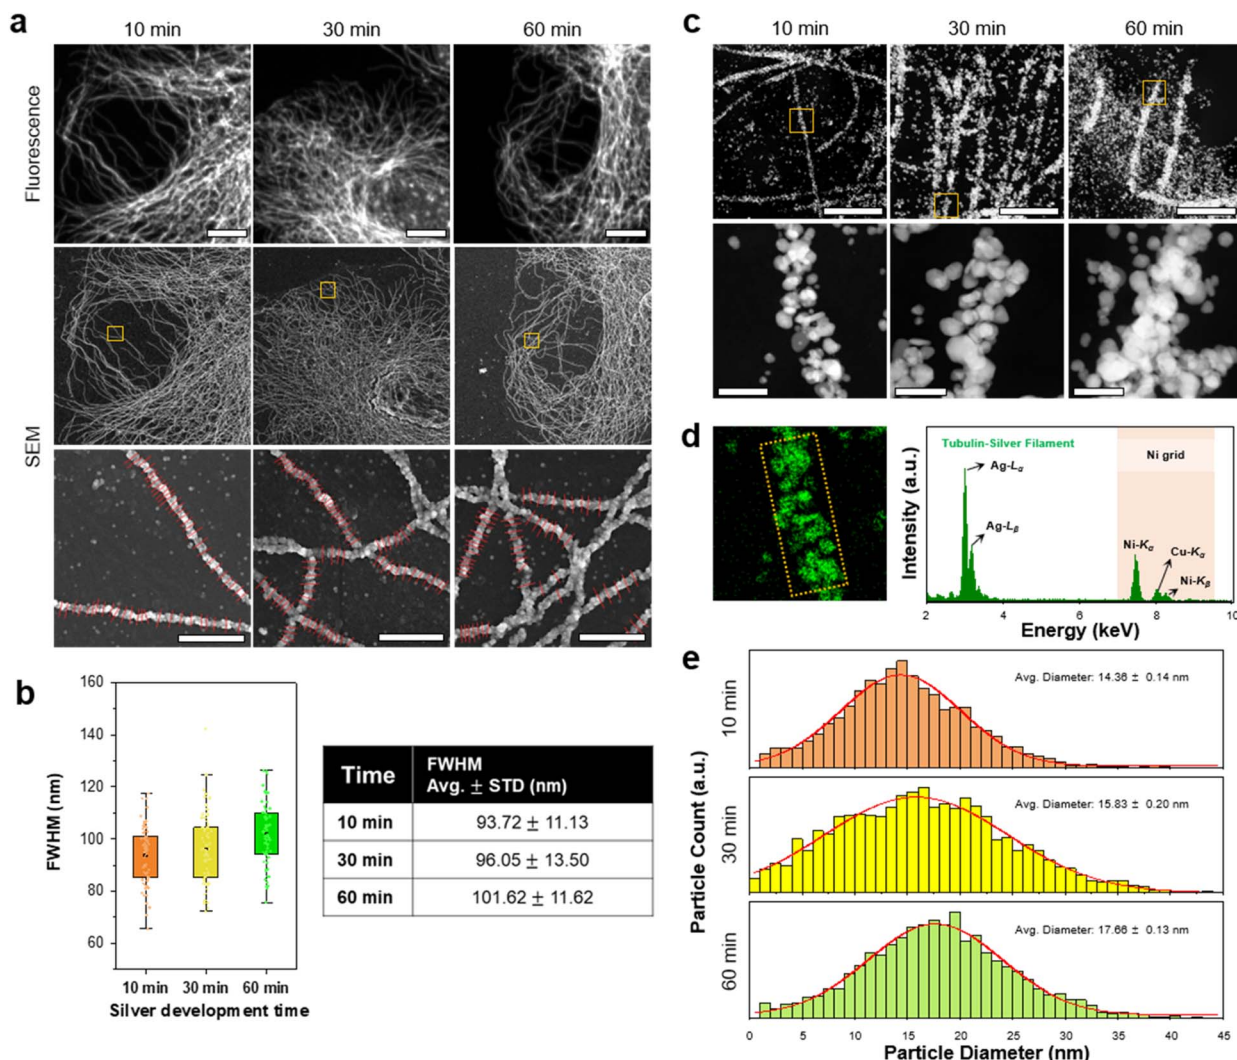 a
10 min
30 min
60 min
Fluorescence
SEM
b
160
140
120
100
80
60
FWHM (nm)
10 min
30 min
60 min
Silver development time
Time
FWHM
Avg. ± STD (nm)
10 min
93.72 ± 11.13
30 min
96.05 ± 13.50
60 min
101.62 ± 11.62
c
10 min
30 min
60 min
d
Tubulin-Silver Filament
Ni grid
Ag-Lα
Ag-Lβ
Ni-Kα
Cu-Kα
Ni-Kβ
Intensity (a.u.)
2
4
6
8
10
Energy (keV)
e
10 min
Avg. Diameter: 14.36 ± 0.14 nm
30 min
Avg. Diameter: 15.83 ± 0.20 nm
60 min
Avg. Diameter: 17.66 ± 0.13 nm
Particle Count (a.u.)
0
5
10
15
20
25
30
35
40
45
Particle Diameter (nm)